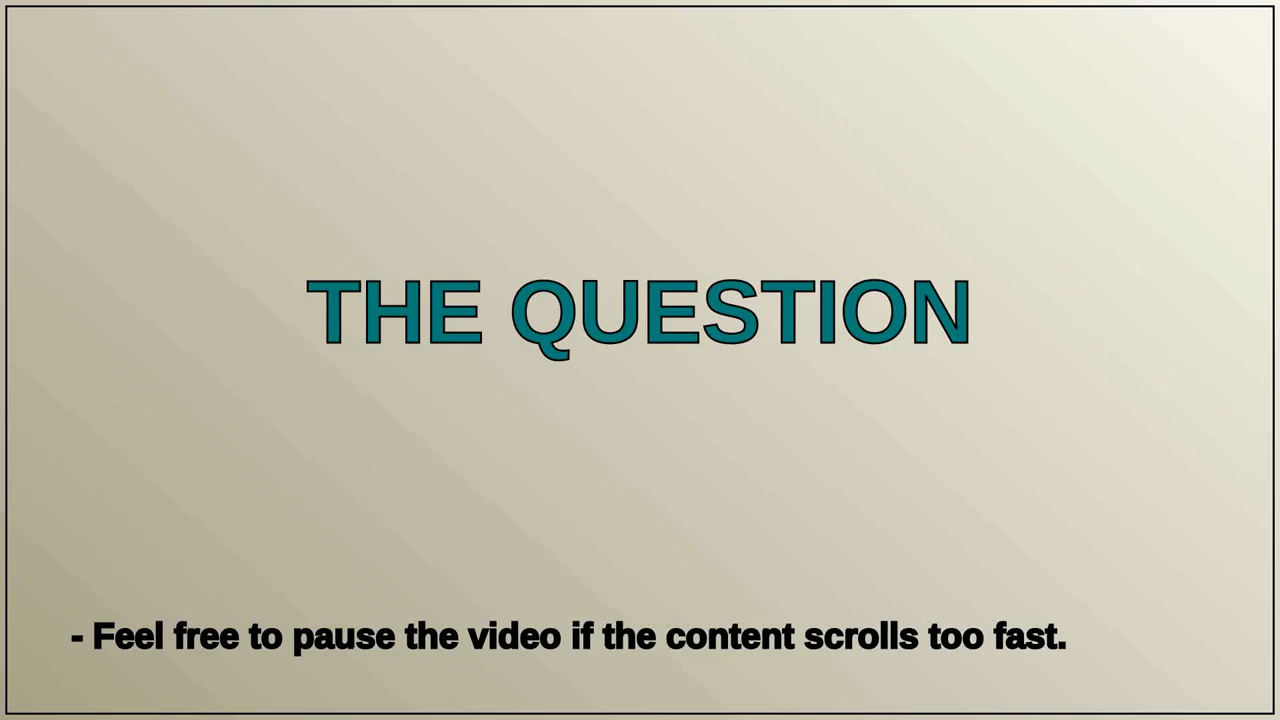 THE QUESTION
- Feel free to pause the video if the content scrolls too fast.